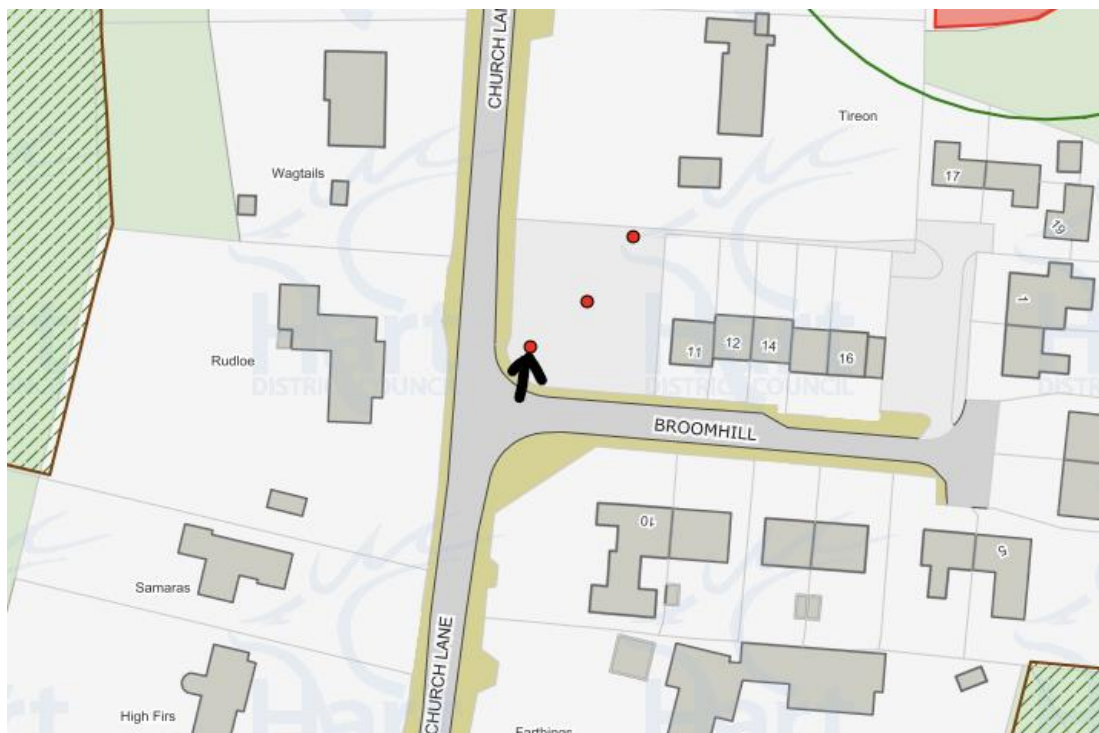 CHURCH LAN
Tireon
Wagtails
17
19
1
Rudloe
11
12
14
16
Hart
DISTRICT COUNCIL
BROOMHILL
10
5
Samaras
CHURCH LANE
High Firs
Farthings